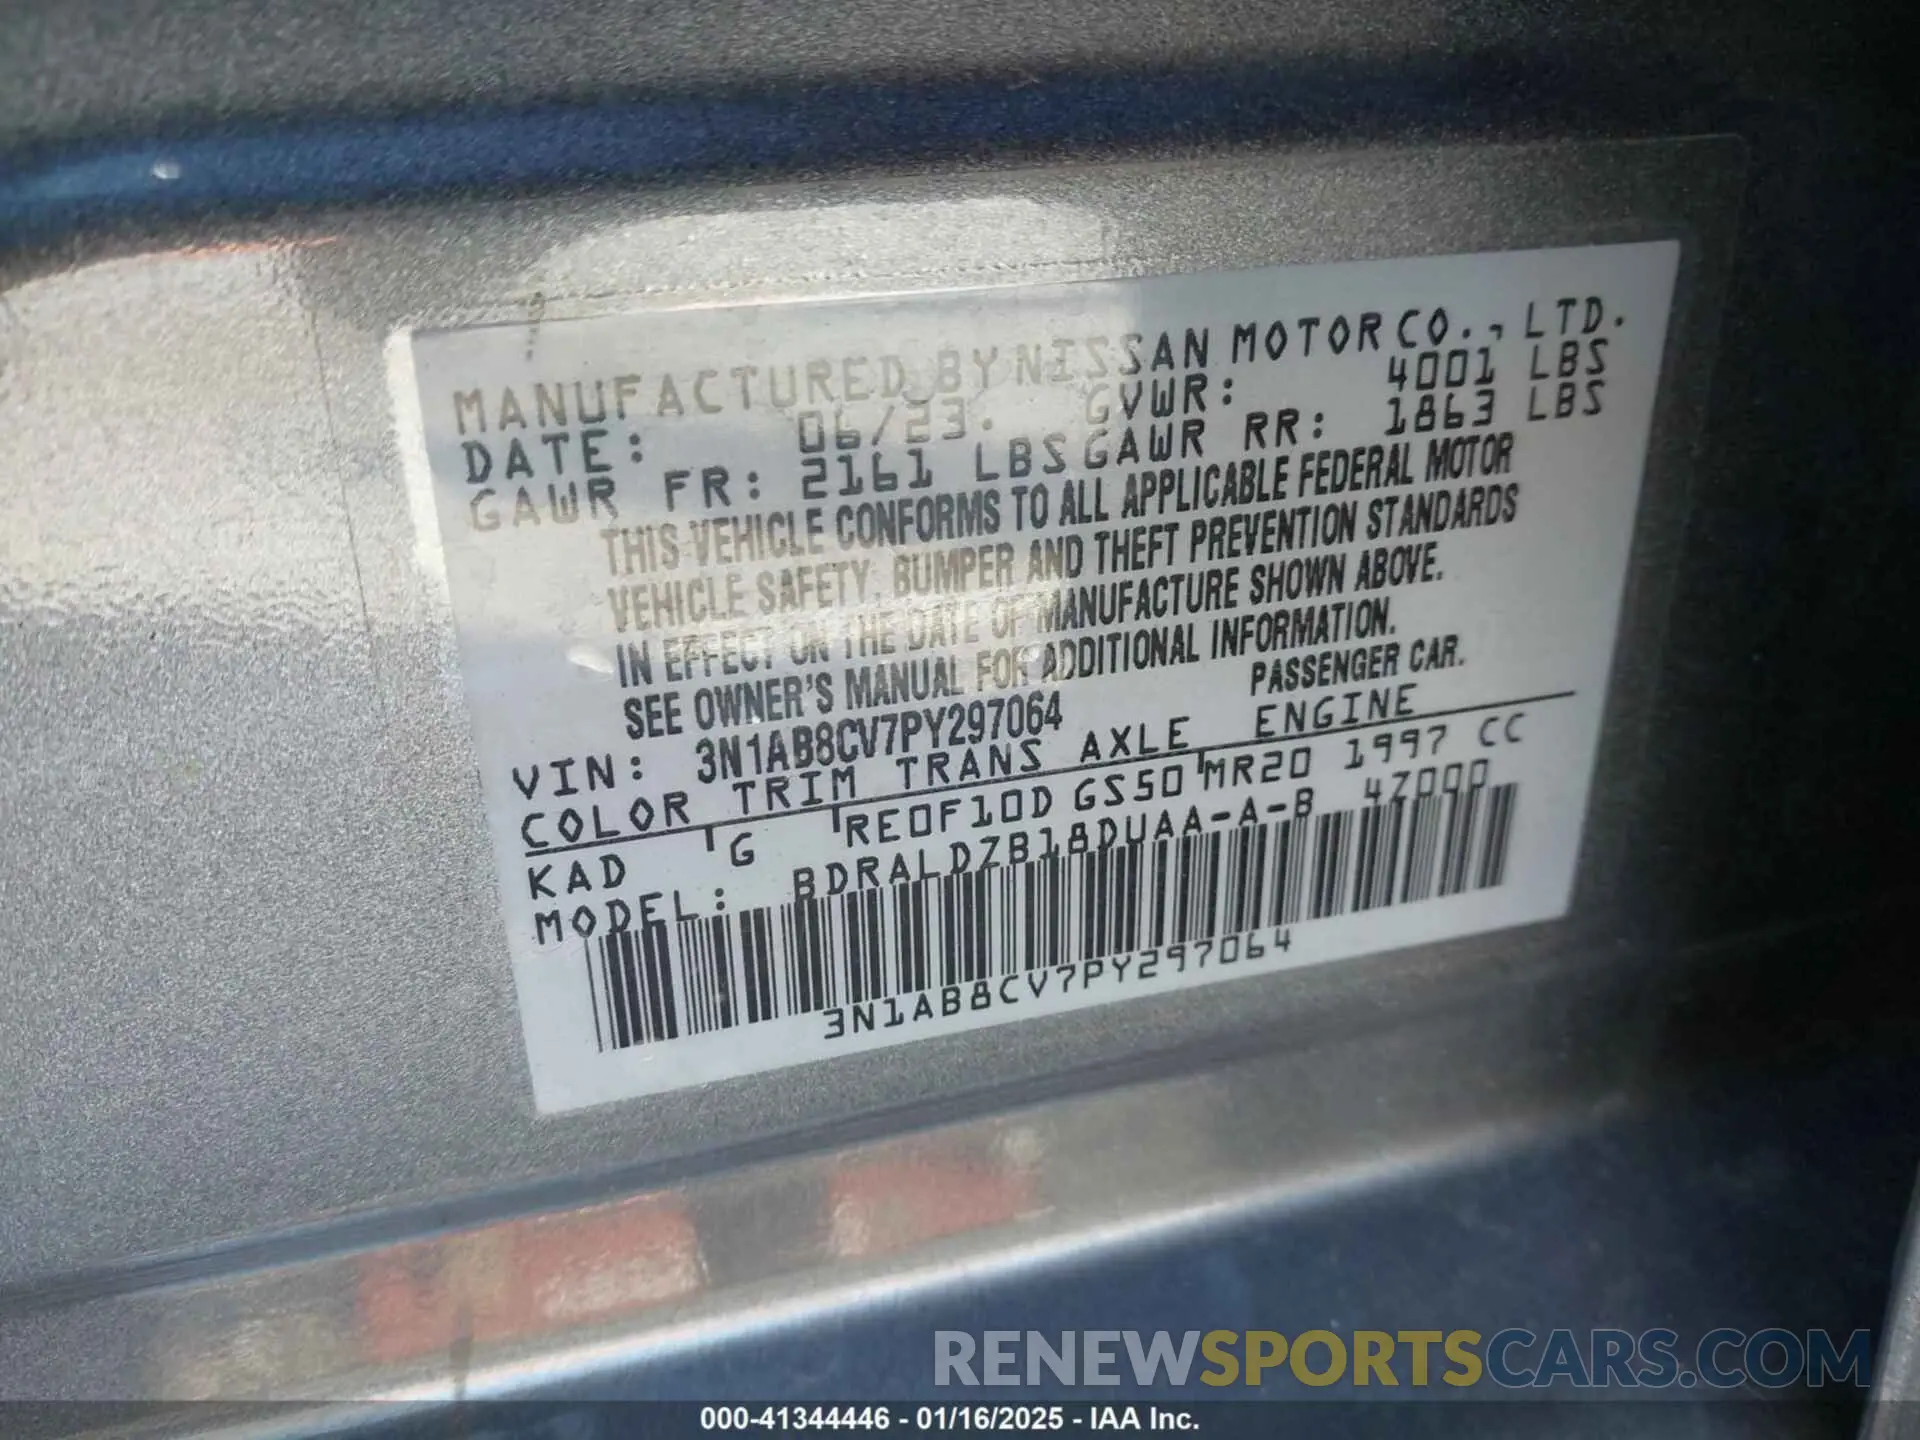 MANUFACTURED BY NISSAN MOTOR CO., LTD.
DATE: 06/23. GVWR: 4001 LBS
GAWR FR: 2161 LBS GAWR RR: 1863 LBS
THIS VEHICLE CONFORMS TO ALL APPLICABLE FEDERAL MOTOR
VEHICLE SAFETY, BUMPER AND THEFT PREVENTION STANDARDS
IN EFFECT ON THE DATE OF MANUFACTURE SHOWN ABOVE.
SEE OWNER'S MANUAL FOR ADDITIONAL INFORMATION.
VIN: 3N1AB8CV7PY297064 PASSENGER CAR.
COLOR TRIM TRANS AXLE ENGINE
KAD G RE0F10D GS50 MR20 1997 CC
MODEL: BDRALDZB18DUAA-A-B 4Z000
3N1AB8CV7PY297064
RENEWSPORTSCARS.COM
000-41344446 - 01/16/2025 - IAA Inc.